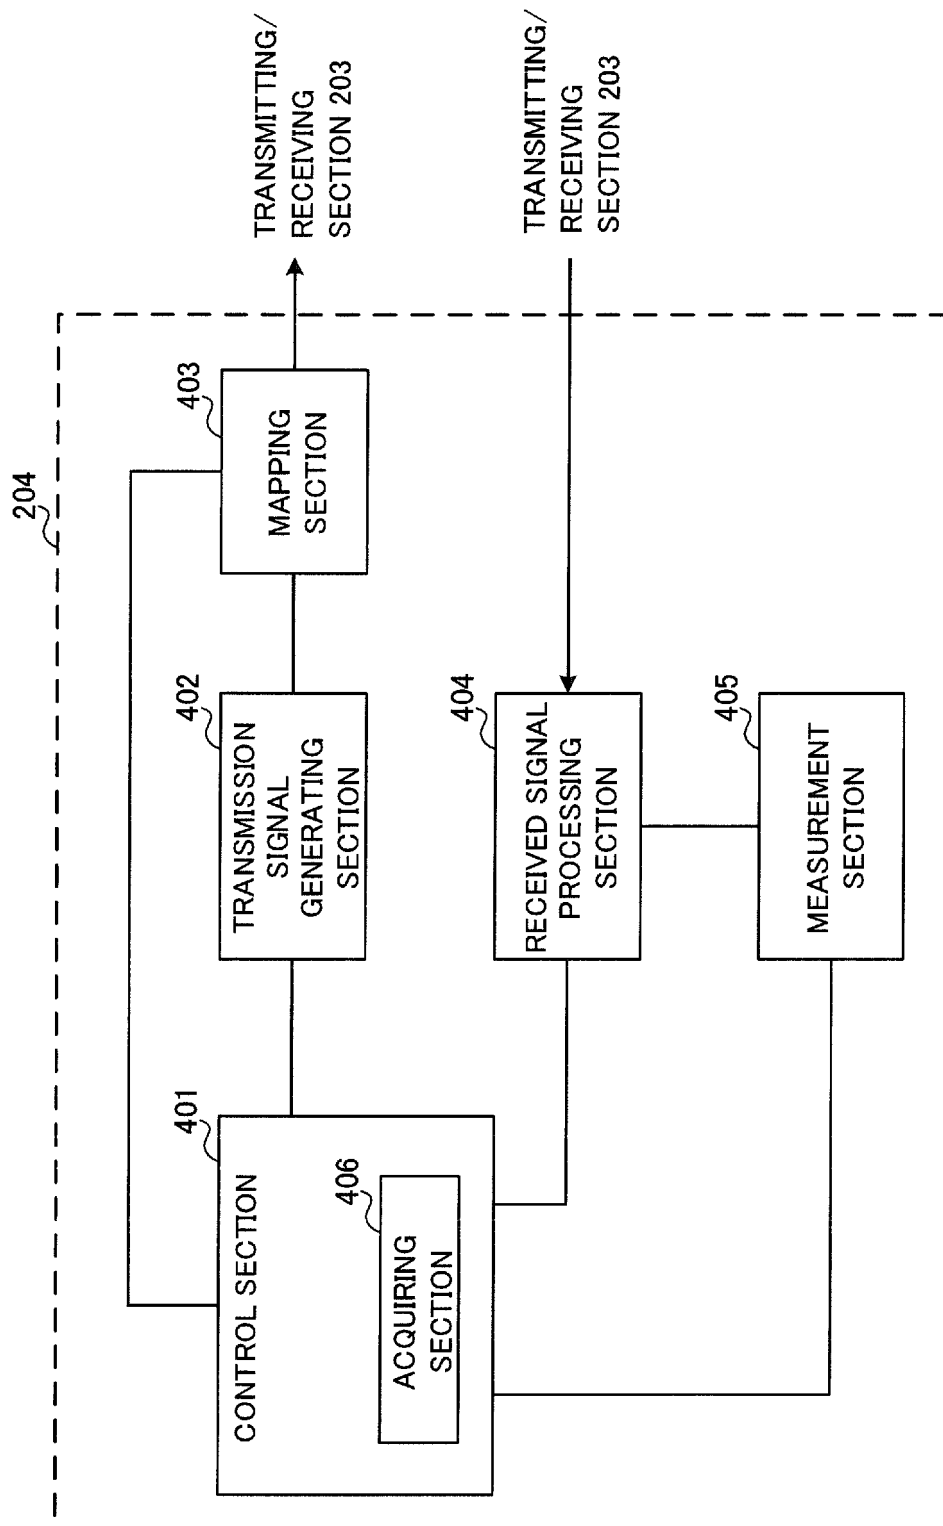 204
403
MAPPING
SECTION
TRANSMITTING/
RECEIVING
SECTION 203
402
TRANSMISSION
SIGNAL
GENERATING
SECTION
401
CONTROL SECTION
406
ACQUIRING
SECTION
404
RECEIVED SIGNAL
PROCESSING
SECTION
TRANSMITTING/
RECEIVING
SECTION 203
405
MEASUREMENT
SECTION